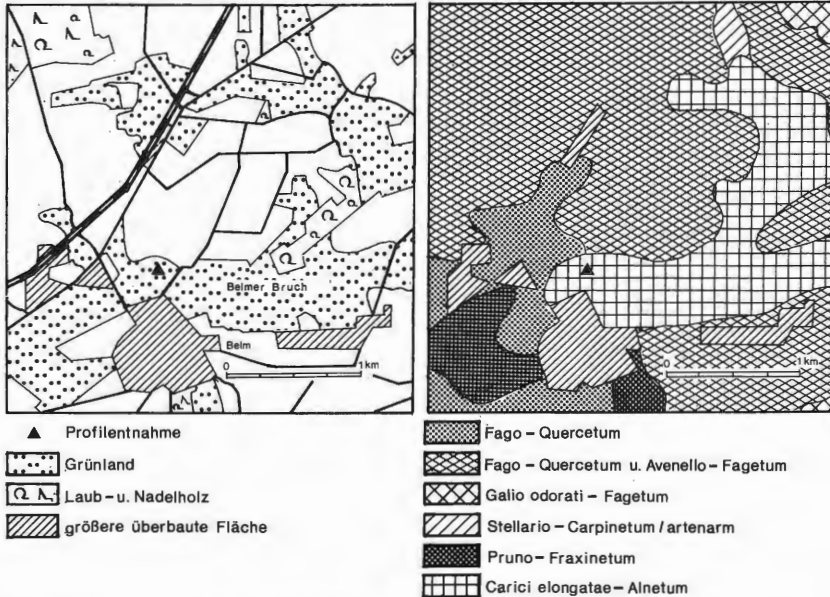 Belmer Bruch
Belm
0 1km
0 1km
▲ Profilentnahme
Grünland
Laub-u. Nadelholz
größere überbaute Fläche
Fago-Quercetum
Fago-Quercetum u. Avenello-Fagetum
Galio odorati-Fagetum
Stellario-Carpinetum/artenarm
Pruno-Fraxinetum
Carici elongatae-Alnetum